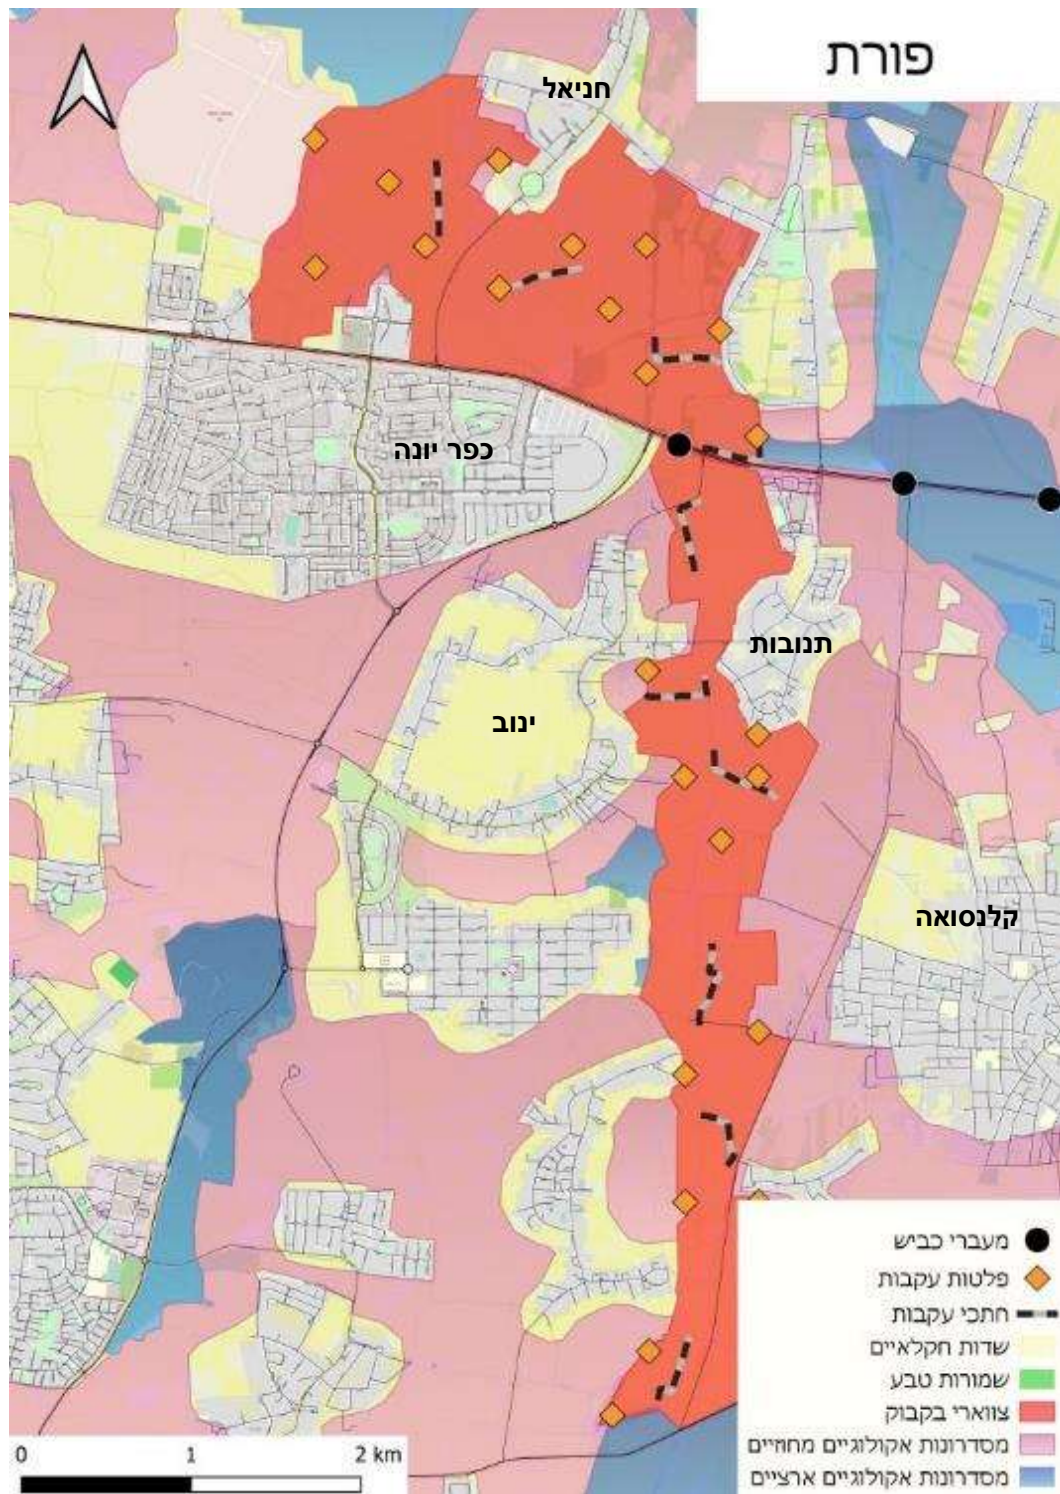 פורת
חניאל
כפר יונה
תנובות
ינוב
קלנסואה
מעברי כביש
פלטות עקבות
חתכי עקבות
שדות חקלאיים
שמורות טבע
צווארי בקבוק
מסדרונות אקולוגיים מחוזיים
מסדרונות אקולוגיים ארציים
0 1 2 km